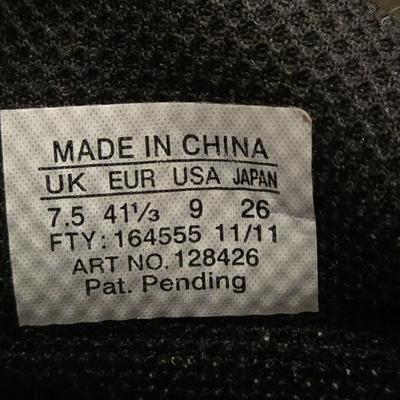 MADE IN CHINA
UK EUR USA JAPAN
7.5 41⅓ 9 26
FTY: 164555 11/11
ART NO. 128426
Pat. Pending